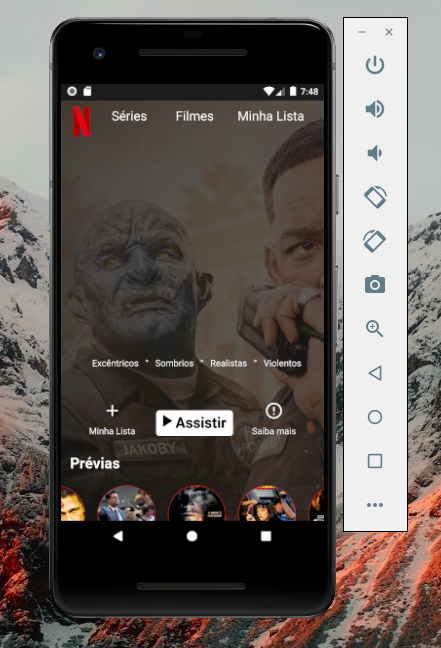 7:48
N
Séries Filmes Minha Lista
Excêntricos * Sombrios * Realistas * Violentos
Minha Lista
Assistir
Saiba mais
JAKOBY
Prévias